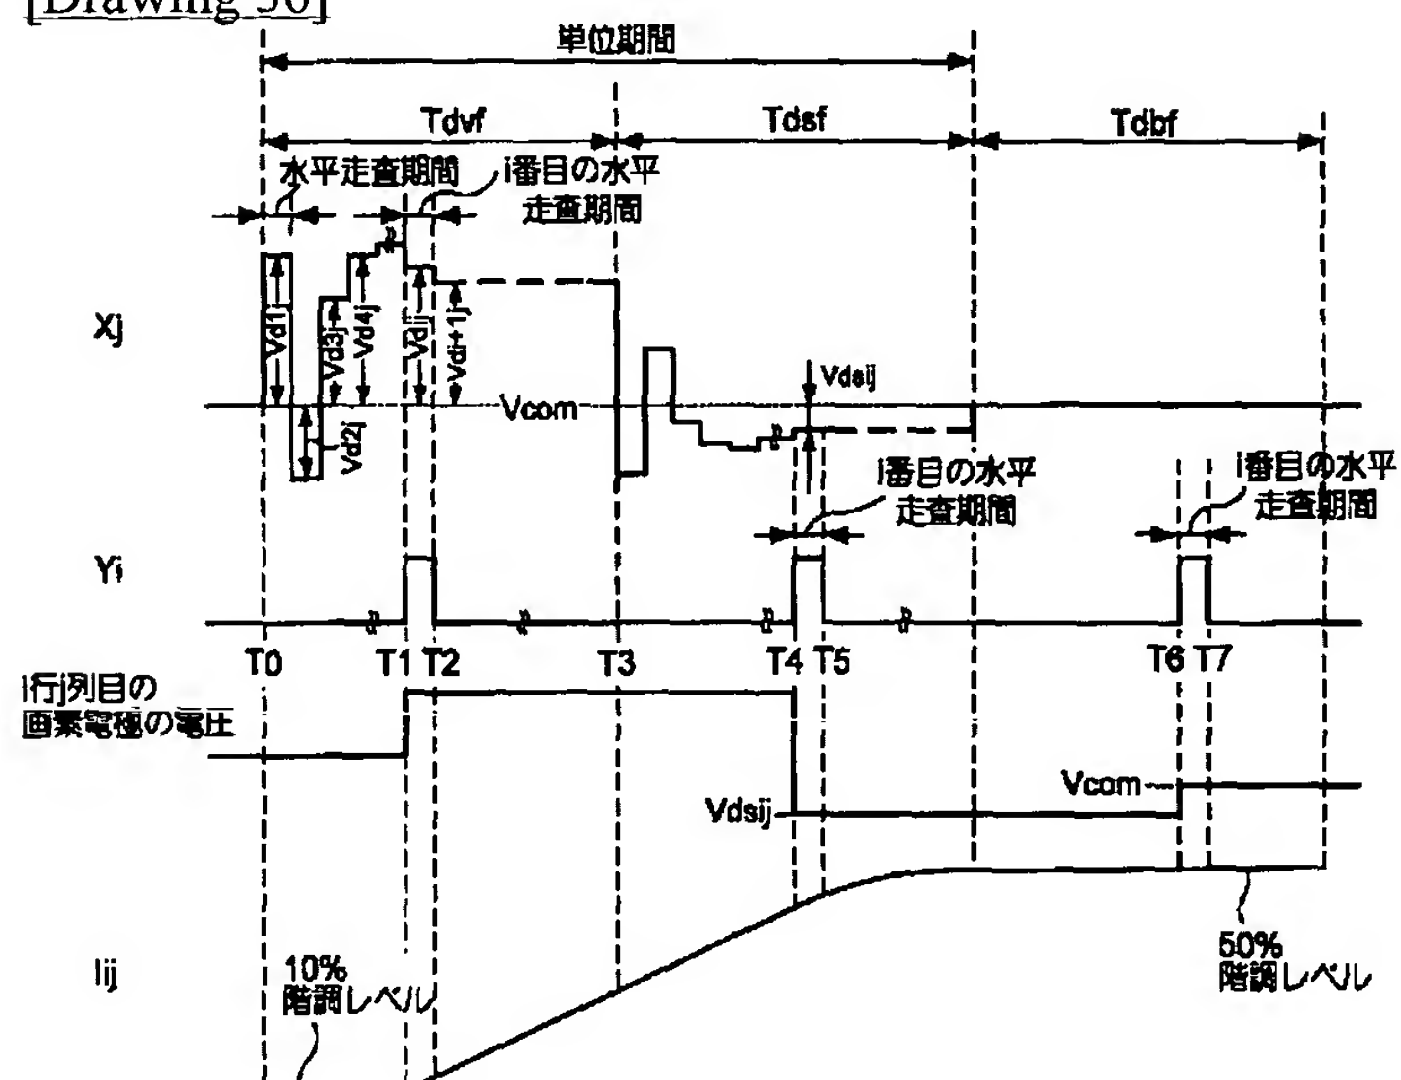 [Drawing 36]
単位期間
Tdvf
Tdsf
Tdbf
水平走査期間
i番目の水平
走査期間
Xj
Vd1j
Vd2j
Vd3j
Vd4j
Vdij
Vdi+1j
Vcom
Vdsij
i番目の水平
走査期間
i番目の水平
走査期間
Yi
T0
T1
T2
T3
T4
T5
T6
T7
i行j列目の
画素電極の電圧
Vdsij
Vcom
Iij
10%
階調レベル
50%
階調レベル